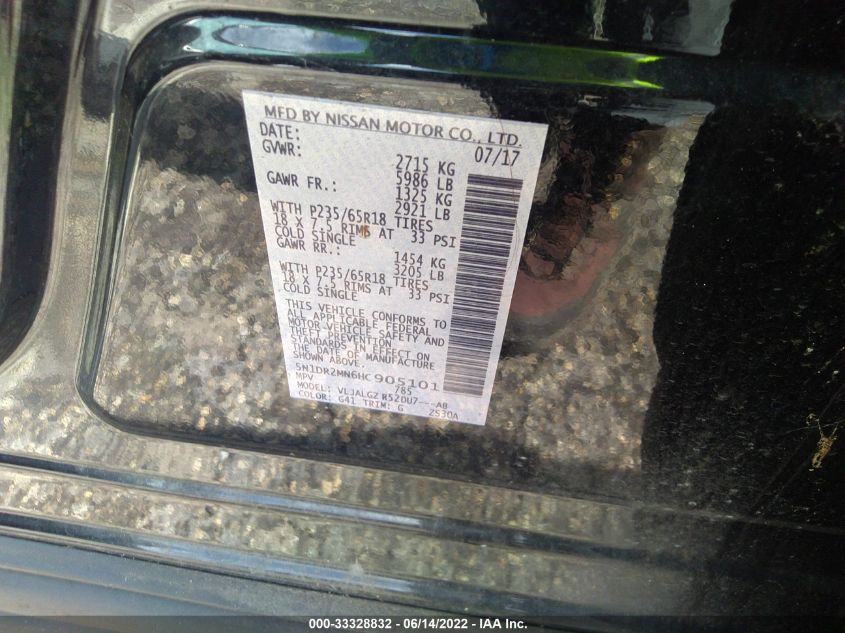 MFD BY NISSAN MOTOR CO., LTD.
DATE: 07/17
GVWR: 2715 KG
5986 LB
GAWR FR.: 1325 KG
2921 LB
WITH P235/65R18 TIRES
18 X 7.5 RIMS AT 33 PSI
COLD SINGLE
GAWR RR.: 1454 KG
3205 LB
WITH P235/65R18 TIRES
18 X 7.5 RIMS AT 33 PSI
COLD SINGLE
THIS VEHICLE CONFORMS TO
ALL APPLICABLE FEDERAL
MOTOR VEHICLE SAFETY AND
THEFT PREVENTION
STANDARDS IN EFFECT ON
THE DATE OF MANUFACTURE
SHOWN ABOVE.
5N1DR2MN6HC905101
MPV /85
MODEL: VLJALGZ R52DU7---AB
COLOR: G41 TRIM: G 2S30A
000-33328832 - 06/14/2022 - IAA Inc.